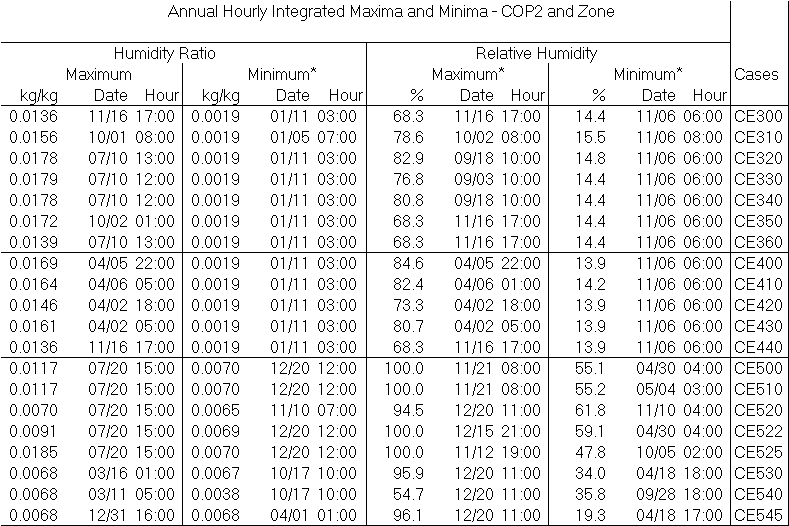 Annual Hourly Integrated Maxima and Minima - COP2 and Zone
Humidity Ratio Relative Humidity
Maximum Minimum* Maximum* Minimum* Cases
kg/kg Date Hour kg/kg Date Hour % Date Hour % Date Hour
0.0136 11/16 17:00 0.0019 01/11 03:00 68.3 11/16 17:00 14.4 11/06 06:00 CE300
0.0156 10/01 08:00 0.0019 01/05 07:00 78.6 10/02 08:00 15.5 11/06 08:00 CE310
0.0178 07/10 13:00 0.0019 01/11 03:00 82.9 09/18 10:00 14.8 11/06 06:00 CE320
0.0179 07/10 12:00 0.0019 01/11 03:00 76.8 09/03 10:00 14.4 11/06 06:00 CE330
0.0178 07/10 12:00 0.0019 01/11 03:00 80.8 09/18 10:00 14.4 11/06 06:00 CE340
0.0172 10/02 01:00 0.0019 01/11 03:00 68.3 11/16 17:00 14.4 11/06 06:00 CE350
0.0139 07/10 13:00 0.0019 01/11 03:00 68.3 11/16 17:00 14.4 11/06 06:00 CE360
0.0169 04/05 22:00 0.0019 01/11 03:00 84.6 04/05 22:00 13.9 11/06 06:00 CE400
0.0164 04/06 05:00 0.0019 01/11 03:00 82.4 04/06 01:00 14.2 11/06 06:00 CE410
0.0146 04/02 18:00 0.0019 01/11 03:00 73.3 04/02 18:00 13.9 11/06 06:00 CE420
0.0161 04/02 05:00 0.0019 01/11 03:00 80.7 04/02 05:00 13.9 11/06 06:00 CE430
0.0136 11/16 17:00 0.0019 01/11 03:00 68.3 11/16 17:00 13.9 11/06 06:00 CE440
0.0117 07/20 15:00 0.0070 12/20 12:00 100.0 11/21 08:00 55.1 04/30 04:00 CE500
0.0117 07/20 15:00 0.0070 12/20 12:00 100.0 11/21 08:00 55.2 05/04 03:00 CE510
0.0070 07/20 15:00 0.0065 11/10 07:00 94.5 12/20 11:00 61.8 11/10 04:00 CE520
0.0091 07/20 15:00 0.0069 12/20 12:00 100.0 12/15 21:00 59.1 04/30 04:00 CE522
0.0185 07/20 15:00 0.0070 12/20 12:00 100.0 11/12 19:00 47.8 10/05 02:00 CE525
0.0068 03/16 01:00 0.0067 10/17 10:00 95.9 12/20 11:00 34.0 04/18 18:00 CE530
0.0068 03/11 05:00 0.0038 10/17 10:00 54.7 12/20 11:00 35.8 09/28 18:00 CE540
0.0068 12/31 16:00 0.0068 04/01 01:00 96.1 12/20 11:00 19.3 04/18 17:00 CE545